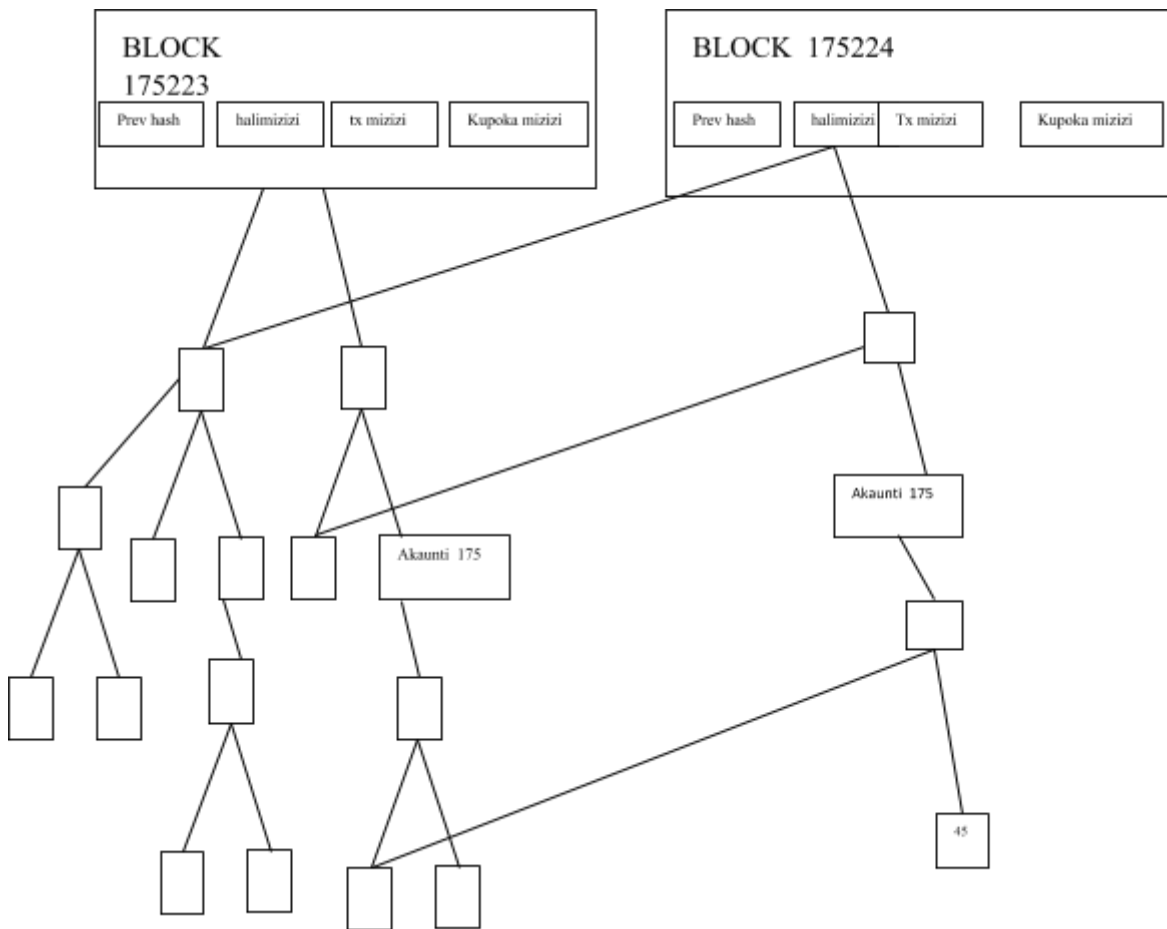 BLOCK
175223
Prev hash
halimizizi
tx mizizi
Kupoka mizizi
BLOCK 175224
Prev hash
halimizizi
Tx mizizi
Kupoka mizizi
Akaunti 175
Akaunti 175
45